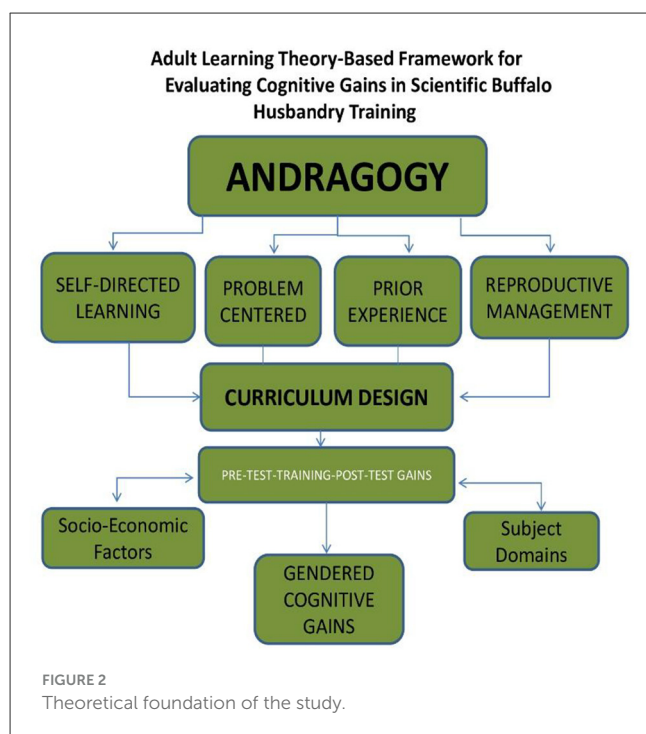 Adult Learning Theory-Based Framework for
Evaluating Cognitive Gains in Scientific Buffalo
Husbandry Training
ANDRAGOGY
SELF-DIRECTED
LEARNING
PROBLEM
CENTERED
PRIOR
EXPERIENCE
REPRODUCTIVE
MANAGEMENT
CURRICULUM DESIGN
PRE-TEST-TRAINING-POST-TEST GAINS
Socio-Economic
Factors
GENDERED
COGNITIVE
GAINS
Subject
Domains
FIGURE 2
Theoretical foundation of the study.